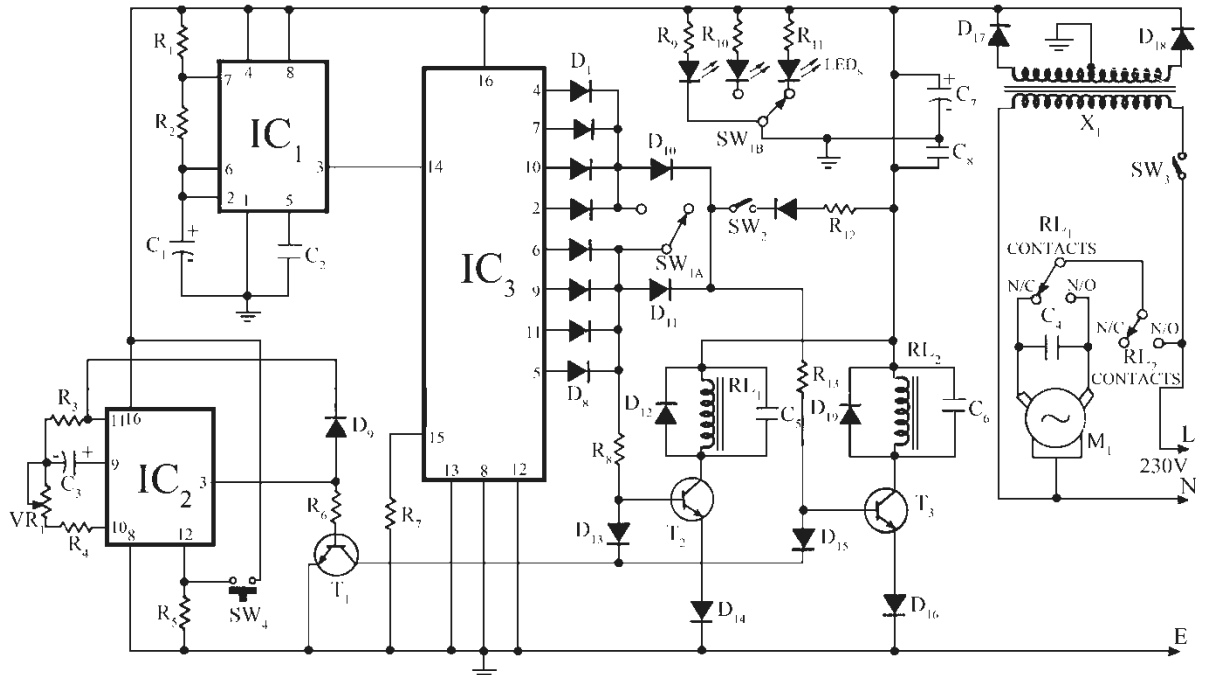 R1
R2
7
4
8
6
2
1
5
3
IC1
C1
+
-
C2
16
14
15
13
8
12
IC3
4
7
10
2
6
9
11
5
D1
D8
D10
D11
R9
R10
R11
LEDs
SW1B
SW1A
SW2
R12
+
-
C7
C8
D17
D18
X1
SW3
RL1
CONTACTS
N/C
N/O
C4
N/C
N/O
RL2
CONTACTS
M1
L
230V
N
R3
-
+
C3
VR1
R4
11
16
9
10
8
12
3
IC2
R5
SW4
D9
R6
T1
R7
R8
D13
D12
RL1
C5
T2
D14
R13
D15
D19
RL2
C6
T3
D16
E